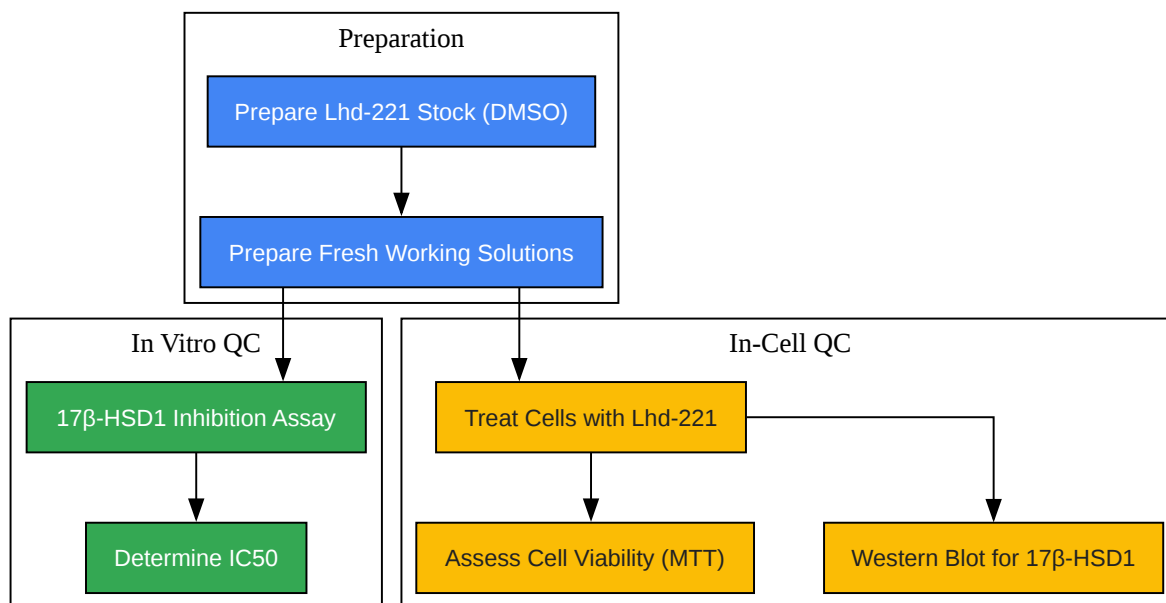 Preparation
Prepare Lhd-221 Stock (DMSO)
Prepare Fresh Working Solutions
In Vitro QC
17β-HSD1 Inhibition Assay
Determine IC50
In-Cell QC
Treat Cells with Lhd-221
Assess Cell Viability (MTT)
Western Blot for 17β-HSD1